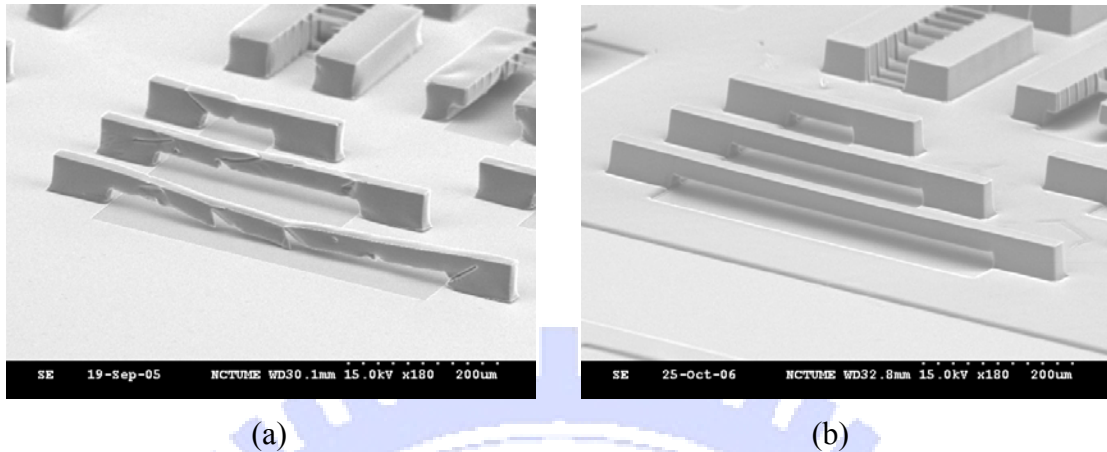 SE 19-Sep-05 NCTUME WD30.1mm 15.0kV x180 200um
SE 25-Oct-06 NCTUME WD32.8mm 15.0kV x180 200um
(a)
(b)